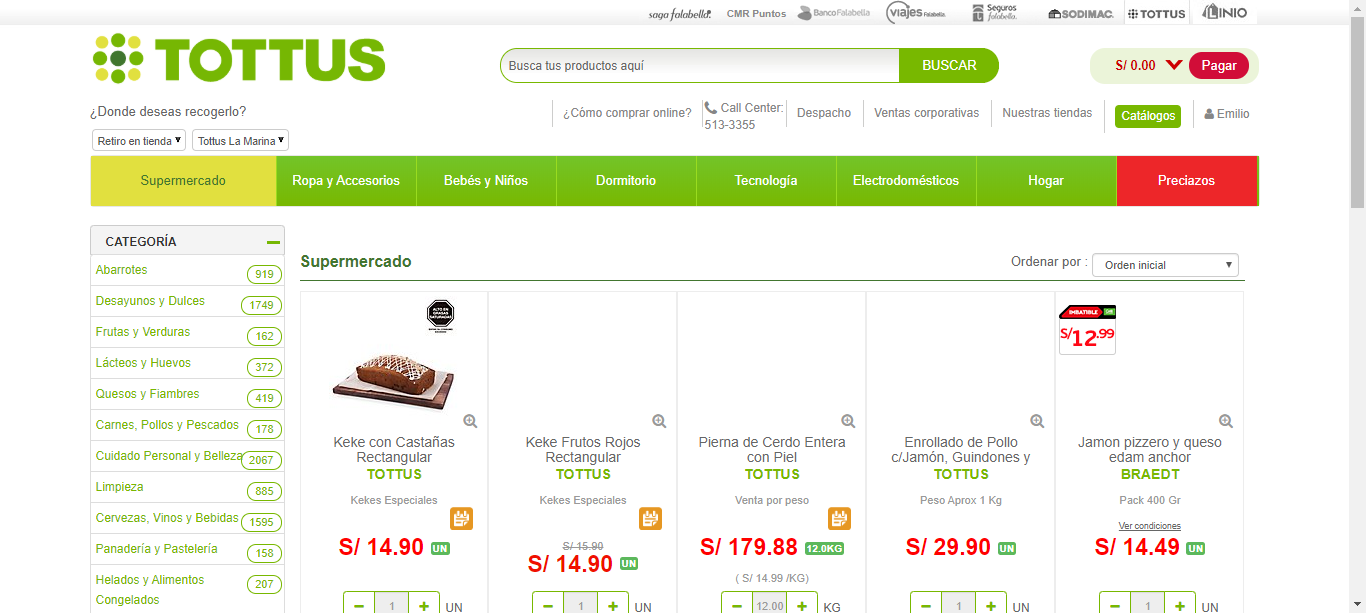 saga falabella. CMR Puntos BancoFalabella viajes Falabella Seguros falabella. SODIMAC. TOTTUS LINIO
TOTTUS
Busca tus productos aquí BUSCAR S/ 0.00 Pagar
¿Donde deseas recogerlo?
¿Cómo comprar online? Call Center: 513-3355 Despacho Ventas corporativas Nuestras tiendas Catálogos Emilio
Retiro en tienda Tottus La Marina
Supermercado Ropa y Accesorios Bebés y Niños Dormitorio Tecnología Electrodomésticos Hogar Preciazos
CATEGORÍA
Abarrotes 919
Desayunos y Dulces 1749
Frutas y Verduras 162
Lácteos y Huevos 372
Quesos y Fiambres 419
Carnes, Pollos y Pescados 178
Cuidado Personal y Belleza 2067
Limpieza 885
Cervezas, Vinos y Bebidas 1595
Panadería y Pastelería 158
Helados y Alimentos Congelados 207
Supermercado
Ordenar por : Orden inicial
ALTO EN GRASAS SATURADAS
Keke con Castañas
Rectangular
TOTTUS
Kekes Especiales
S/ 14.90 UN
1 UN
Keke Frutos Rojos
Rectangular
TOTTUS
Kekes Especiales
S/ 15.90
S/ 14.90 UN
1 UN
Pierna de Cerdo Entera
con Piel
TOTTUS
Venta por peso
S/ 179.88 12.0KG
( S/ 14.99 /KG)
12.00 KG
Enrollado de Pollo
c/Jamón, Guindones y
TOTTUS
Peso Aprox 1 Kg
S/ 29.90 UN
1 UN
IMBATIBLE
S/12.99
Jamon pizzero y queso
edam anchor
BRAEDT
Pack 400 Gr
Ver condiciones
S/ 14.49 UN
1 UN